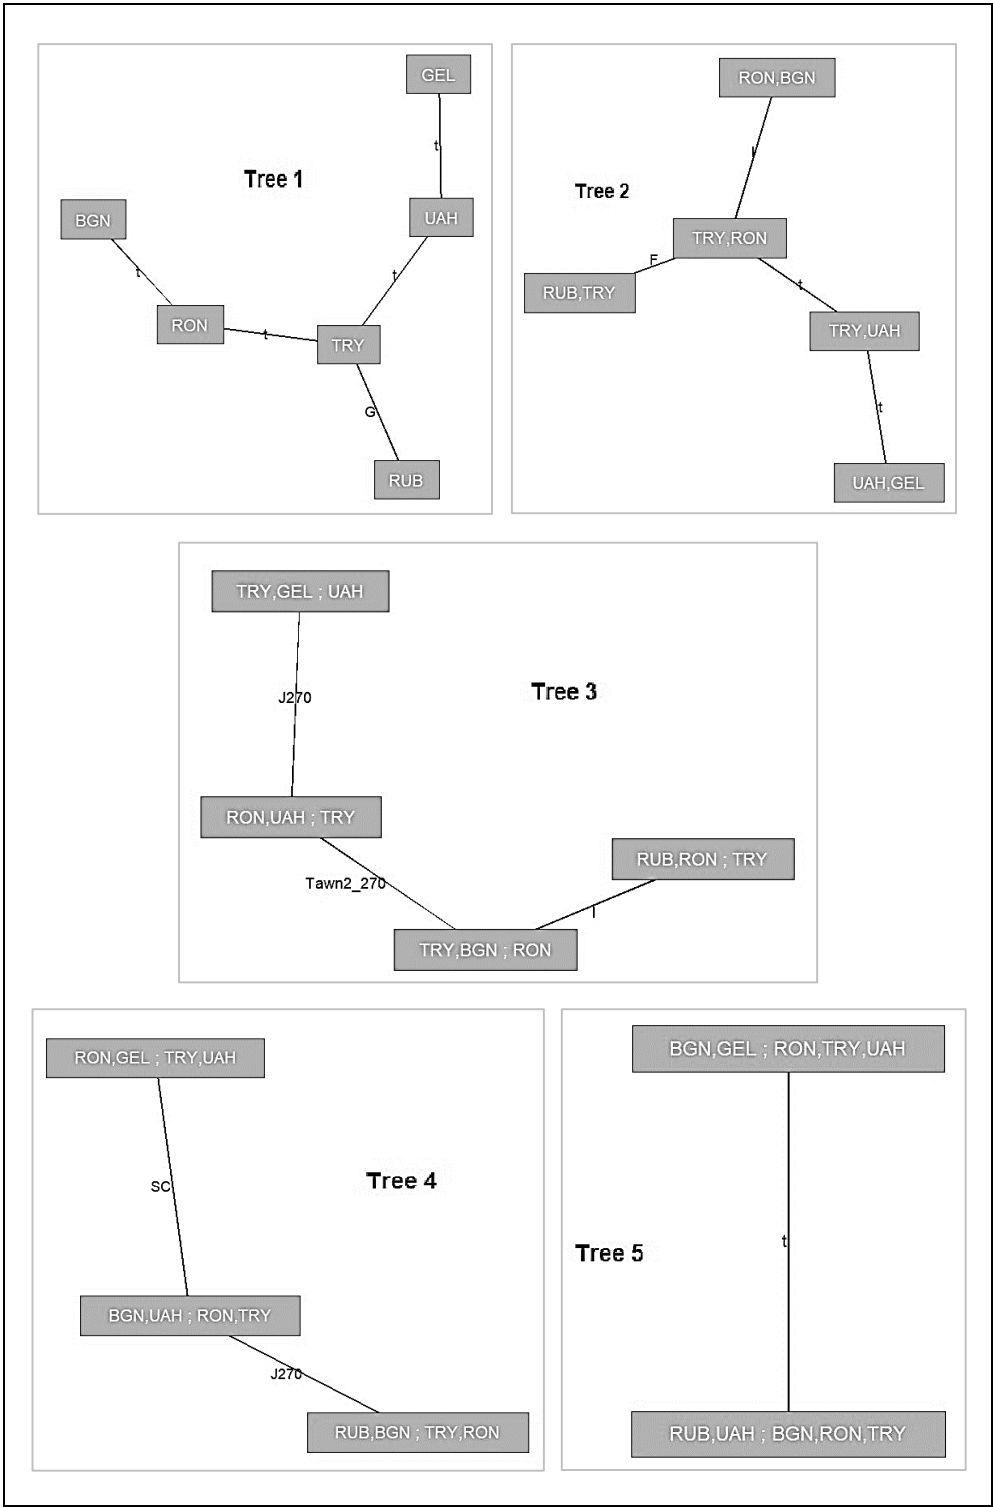 GEL
t
Tree 1
BGN
UAH
t
t
RON
t
TRY
G
RUB
RON,BGN
I
Tree 2
TRY,RON
F
RUB,TRY
t
TRY,UAH
t
UAH,GEL
TRY,GEL ; UAH
J270
Tree 3
RON,UAH ; TRY
RUB,RON ; TRY
Tawn2_270
I
TRY,BGN ; RON
RON,GEL ; TRY,UAH
SC
Tree 4
BGN,UAH ; RON,TRY
J270
RUB,BGN ; TRY,RON
BGN,GEL ; RON,TRY,UAH
t
Tree 5
RUB,UAH ; BGN,RON,TRY